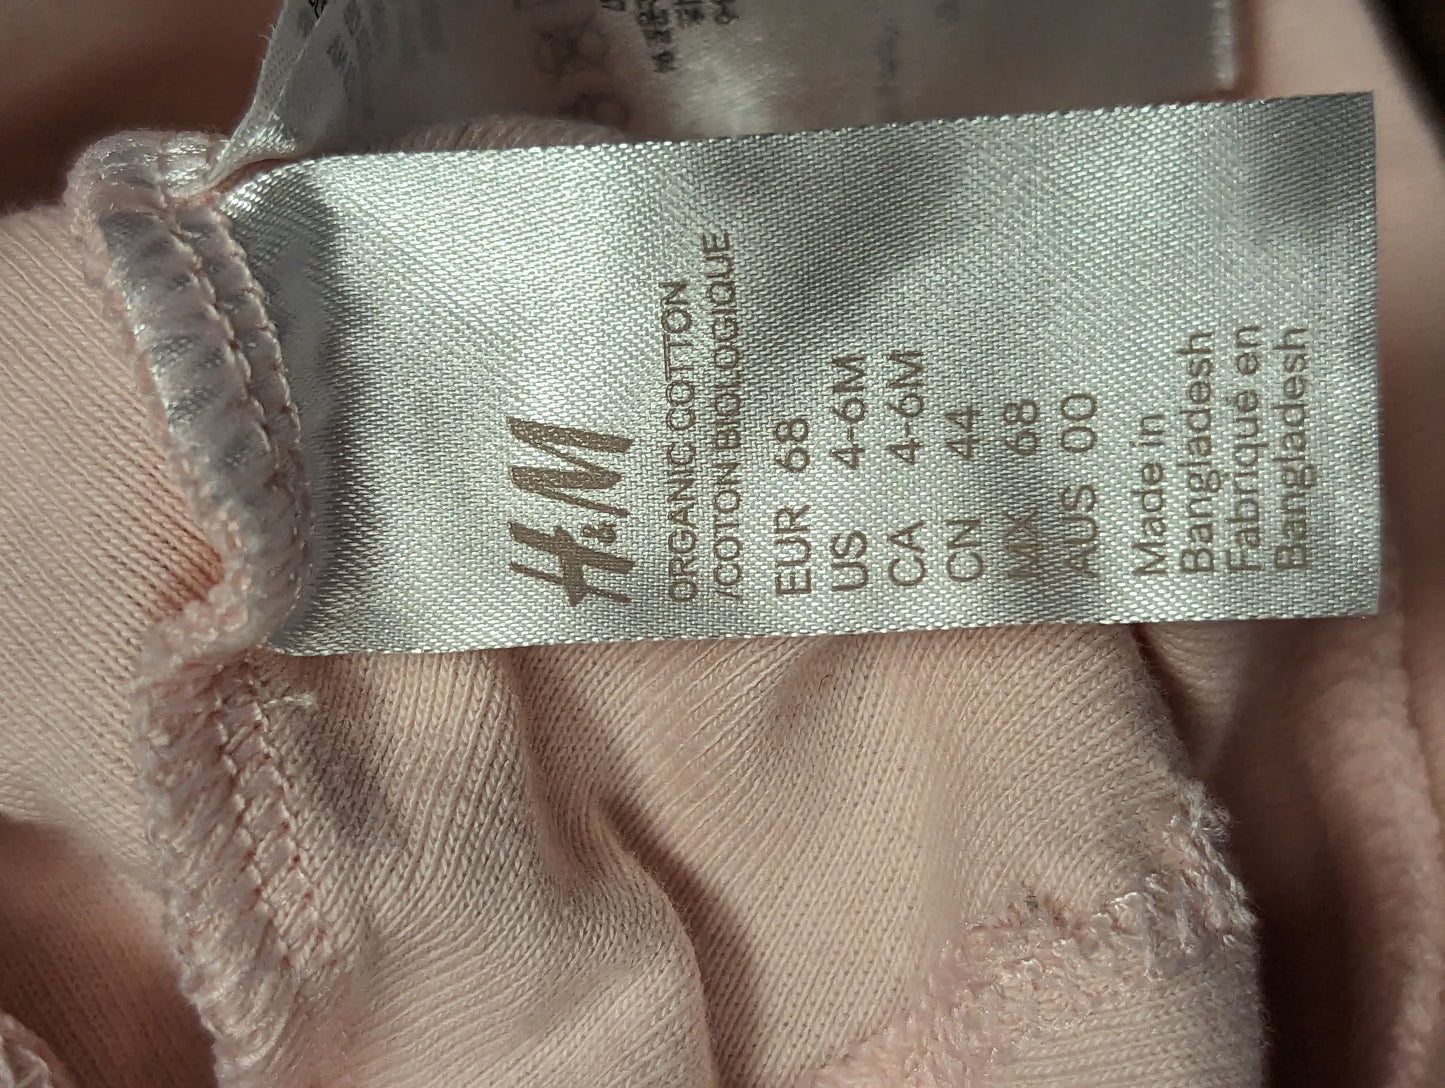 H&M
ORGANIC COTTON
/COTON BIOLOGIQUE
EUR 68
US 4-6M
CA 4-6M
CN 44
MX 68
AUS 00
Made in
Bangladesh
Fabriqué en
Bangladesh